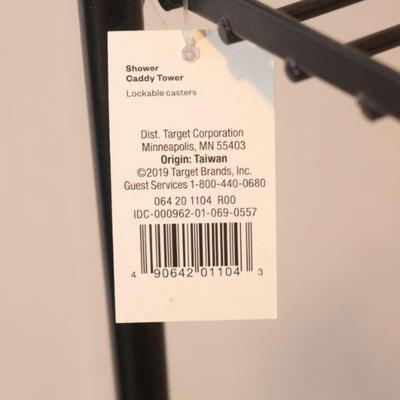 Shower
Caddy Tower
Lockable casters
Dist. Target Corporation
Minneapolis, MN 55403
Origin: Taiwan
©2019 Target Brands, Inc.
Guest Services 1-800-440-0680
064 20 1104 R00
IDC-000962-01-069-0557
4 90642 01104 3